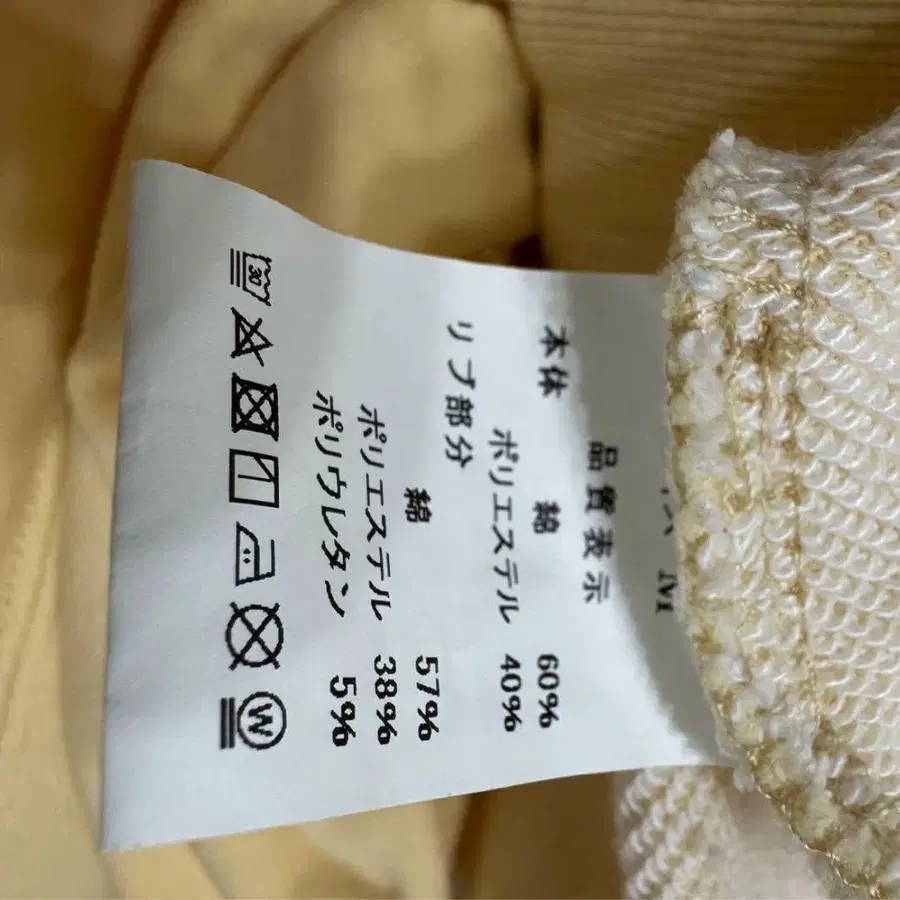 M
品質表示
本体
綿 60%
ポリエステル 40%
リブ部分
綿 57%
ポリエステル 38%
ポリウレタン 5%
30
W